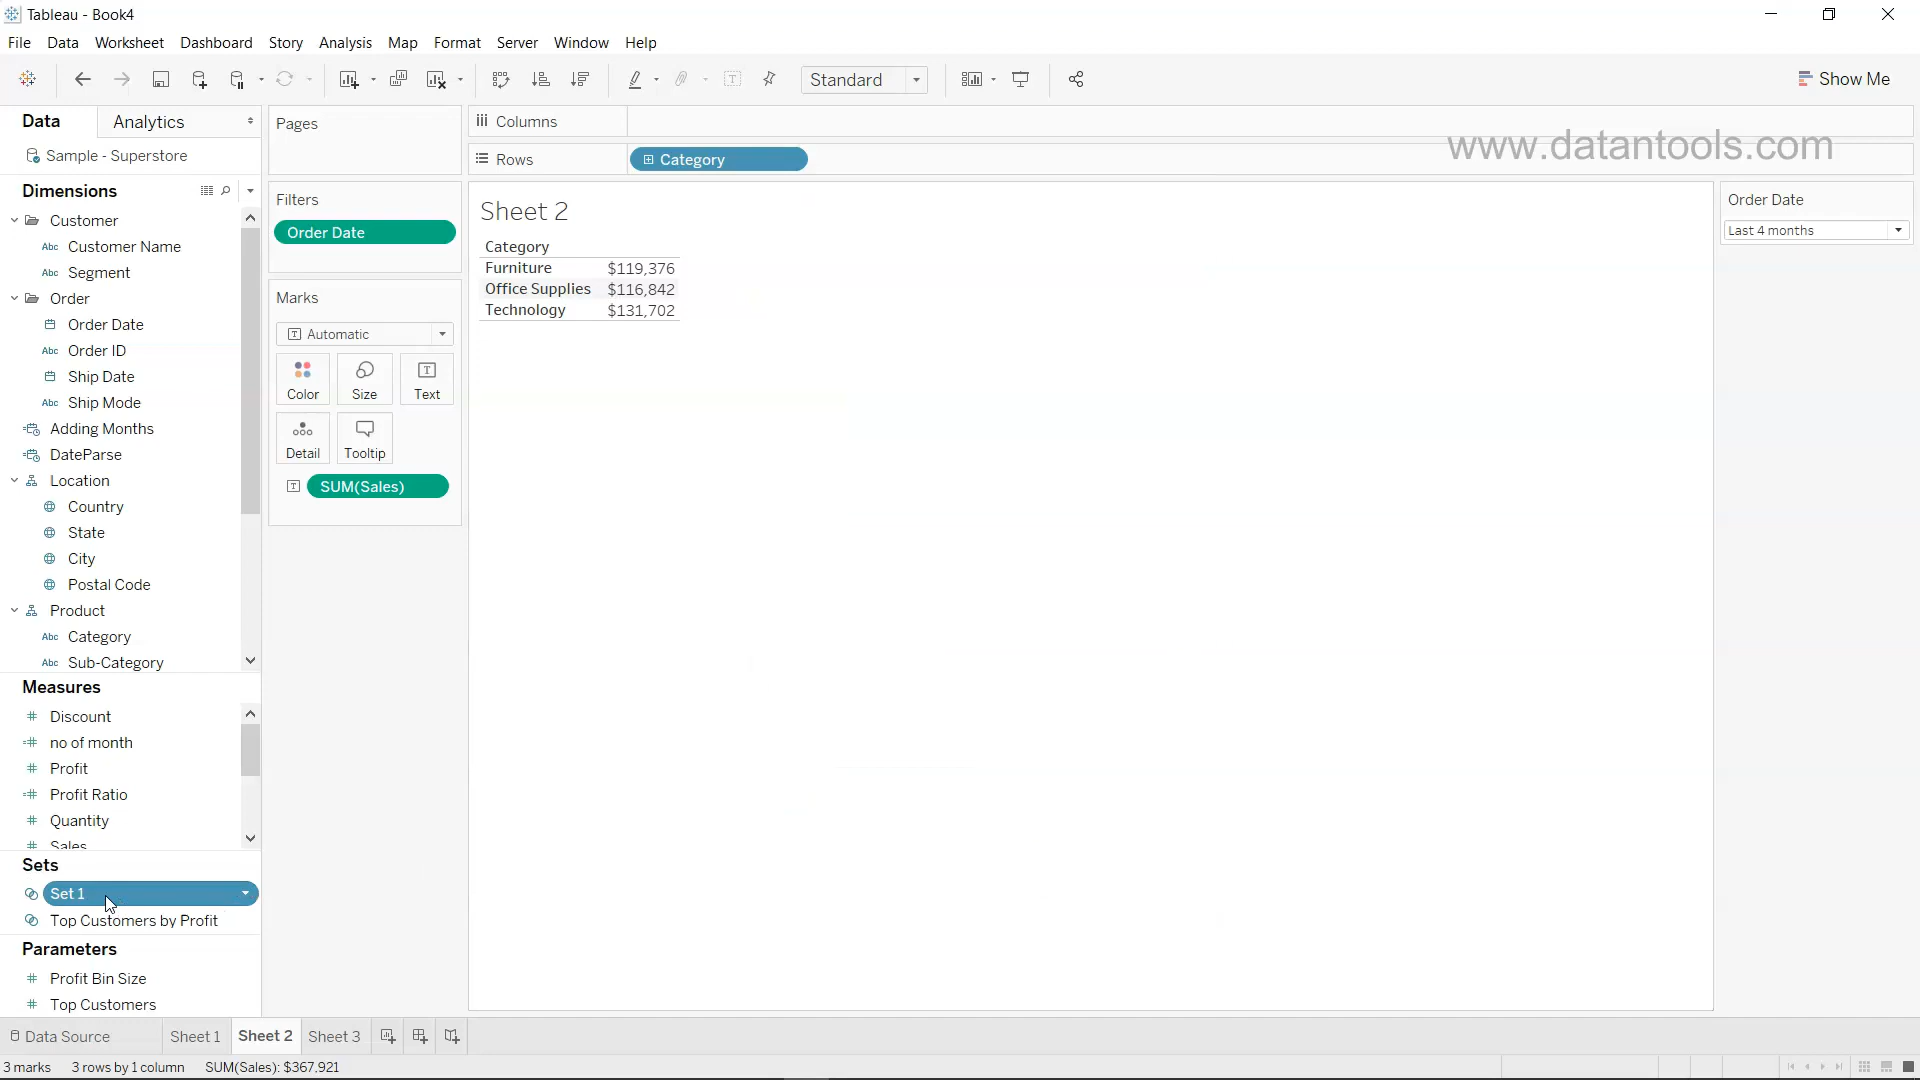 Tableau - Book4
File Data Worksheet Dashboard Story Analysis Map Format Server Window Help
Standard
Show Me
Data Analytics
Sample - Superstore
Dimensions
Customer
Abc Customer Name
Abc Segment
Order
Order Date
Abc Order ID
Ship Date
Abc Ship Mode
Adding Months
DateParse
Location
Country
State
City
Postal Code
Product
Abc Category
Abc Sub-Category
Measures
Discount
no of month
Profit
Profit Ratio
Quantity
Sales
Sets
Set 1
Top Customers by Profit
Parameters
Profit Bin Size
Top Customers
Pages
Filters
Order Date
Marks
Automatic
Color Size Text
Detail Tooltip
SUM(Sales)
Columns
Rows Category
www.datantools.com
Sheet 2
Category
Furniture $119,376
Office Supplies $116,842
Technology $131,702
Order Date
Last 4 months
Data Source Sheet 1 Sheet 2 Sheet 3
3 marks 3 rows by 1 column SUM(Sales): $367,921